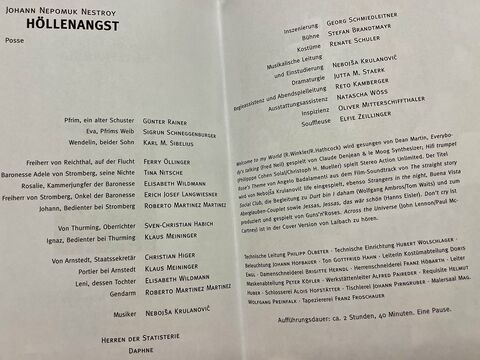 JOHANN NEPOMUK NESTROY
HÖLLENANGST
Posse
Pfrim, ein alter Schuster GÜNTER RAINER
Eva, Pfrims Weib SIGRUN SCHNEGGENBURGER
Wendelin, beider Sohn KARL M. SIBELIUS
Freiherr von Reichthal, auf der Flucht FERRY ÖLLINGER
Baronesse Adele von Stromberg, seine Nichte TINA NITSCHE
Rosalie, Kammerjungfer der Baronesse ELISABETH WILDMANN
Freiherr von Stromberg, Onkel der Baronesse ERICH JOSEF LANGWIESNER
Johann, Bedienter bei Stromberg ROBERTO MARTINEZ MARTINEZ
Von Thurming, Oberrichter SVEN-CHRISTIAN HABICH
Ignaz, Bedienter bei Thurming KLAUS MEININGER
Von Arnstedt, Staatssekretär CHRISTIAN HIGER
Portier bei Arnstedt KLAUS MEININGER
Leni, dessen Tochter ELISABETH WILDMANN
Gendarm ROBERTO MARTINEZ MARTINEZ
Musiker NEBOJŠA KRULANOVIĆ
HERREN DER STATISTERIE
DAPHNE
Inszenierung GEORG SCHMIEDLEITNER
Bühne STEFAN BRANDTMAYR
Kostüme RENATE SCHULER
Musikalische Leitung
und Einstudierung NEBOJŠA KRULANOVIĆ
Dramaturgie JUTTA M. STAERK
Regieassistenz und Abendspielleitung RETO KAMBERGER
Ausstattungsassistenz NATASCHA WÖSS
Inspizienz OLIVER MITTERSCHIFFTHALER
Souffleuse ELFIE ZEILLINGER
Welcome to my World (R.Winkler/R.Hathcock) wird gesungen von Dean Martin, Everybo-
dy's talking (Fred Neil) gespielt von Claude Denjean & le Moog Synthesizer, Hifi trumpet
Philippe Cohen Solal/Christoph H. Mueller) spielt Stereo Action Unlimited. Der Titel
Rose's Theme von Angelo Badalamenti aus dem Film-Soundtrack von The straight story
wird von Nebojša Krulanović life eingespielt, ebenso Strangers in the night, Buena Vista
Social Club, die Begleitung zu Durt bin i daham (Wolfgang Ambros/Tom Waits) und zum
Aberglauben-Couplet sowie Jessas, Jessas, das wär schön (Hanns Eisler). Don't cry ist
produziert und gespielt von Guns'n'Roses. Across the Universe (John Lennon/Paul Mc-
Cartney) ist in der Cover Version von Laibach zu hören.
Technische Leitung PHILIPP OLBETER · Technische Einrichtung HUBERT WOLSCHLAGER ·
Beleuchtung JOHANN HOFBAUER · Ton GOTTFRIED HAHN · Leiterin Kostümabteilung DORIS
ENGL · Damenschneiderei BRIGITTE HERNDL · Herrenschneiderei FRANZ HÖBARTH · Leiter
Maskenabteilung PETER KÖFLER · Werkstättenleiter ALFRED PAIREDER · Requisite HELMUT
HUBER · Schlosserei ALOIS HOFSTÄTTER · Tischlerei JOHANN PIRNGRUBER · Malersaal MAG.
WOLFGANG PREINFALK · Tapeziererei FRANZ FROSCHAUER
Aufführungsdauer: ca. 2 Stunden, 40 Minuten. Eine Pause.